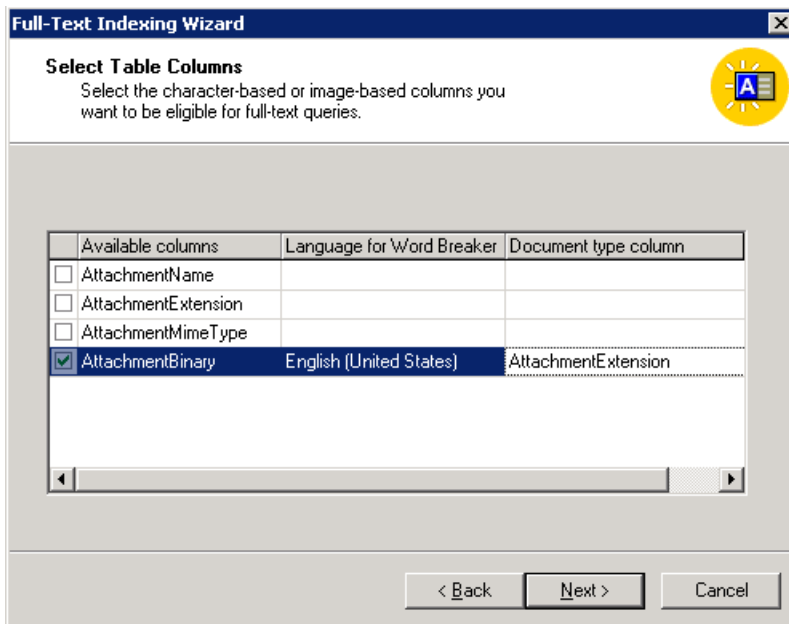 Full-Text Indexing Wizard
Select Table Columns
Select the character-based or image-based columns you
want to be eligible for full-text queries.
A
Available columns Language for Word Breaker Document type column
AttachmentName
AttachmentExtension
AttachmentMimeType
AttachmentBinary English (United States) AttachmentExtension
< Back Next > Cancel